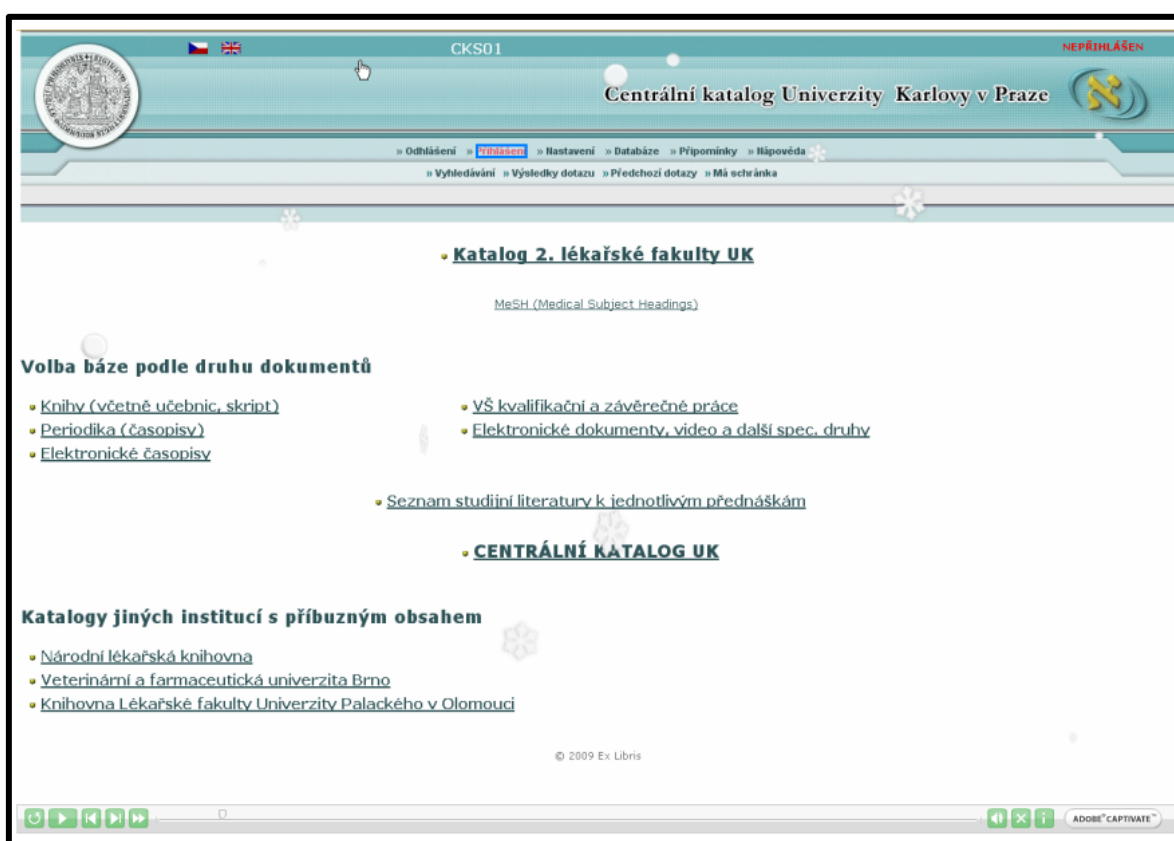 CKS01
NEPŘIHLÁŠEN
Centrální katalog Univerzity Karlovy v Praze
» Odhlášení » Přihlášení » Nastavení » Databáze » Připomínky » Nápověda
» Vyhledávání » Výsledky dotazu » Předchozí dotazy » Má schránka
Katalog 2. lékařské fakulty UK
MeSH (Medical Subject Headings)
Volba báze podle druhu dokumentů
Knihy (včetně učebnic, skript)
VŠ kvalifikační a závěrečné práce
Periodika (časopisy)
Elektronické dokumenty, video a další spec. druhy
Elektronické časopisy
Seznam studijní literatury k jednotlivým přednáškám
CENTRÁLNÍ KATALOG UK
Katalogy jiných institucí s příbuzným obsahem
Národní lékařská knihovna
Veterinární a farmaceutická univerzita Brno
Knihovna Lékařské fakulty Univerzity Palackého v Olomouci
© 2009 Ex Libris
ADOBE® CAPTIVATE™